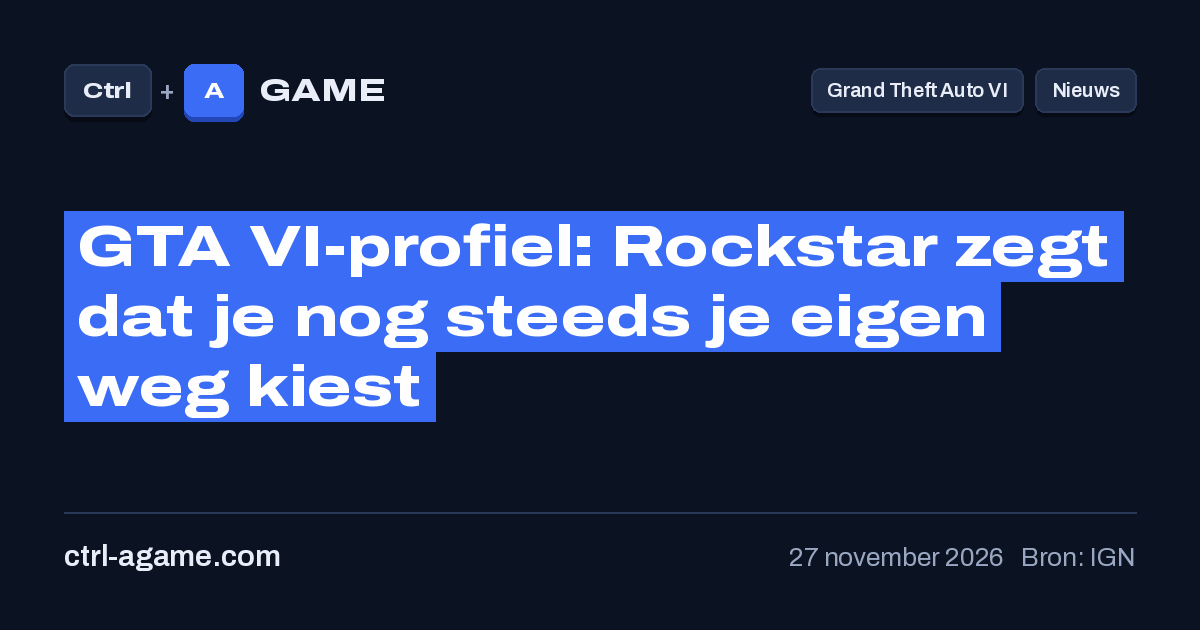 Ctrl + A GAME
Grand Theft Auto VI Nieuws
GTA VI-profiel: Rockstar zegt
dat je nog steeds je eigen
weg kiest
ctrl-agame.com
27 november 2026 Bron: IGN